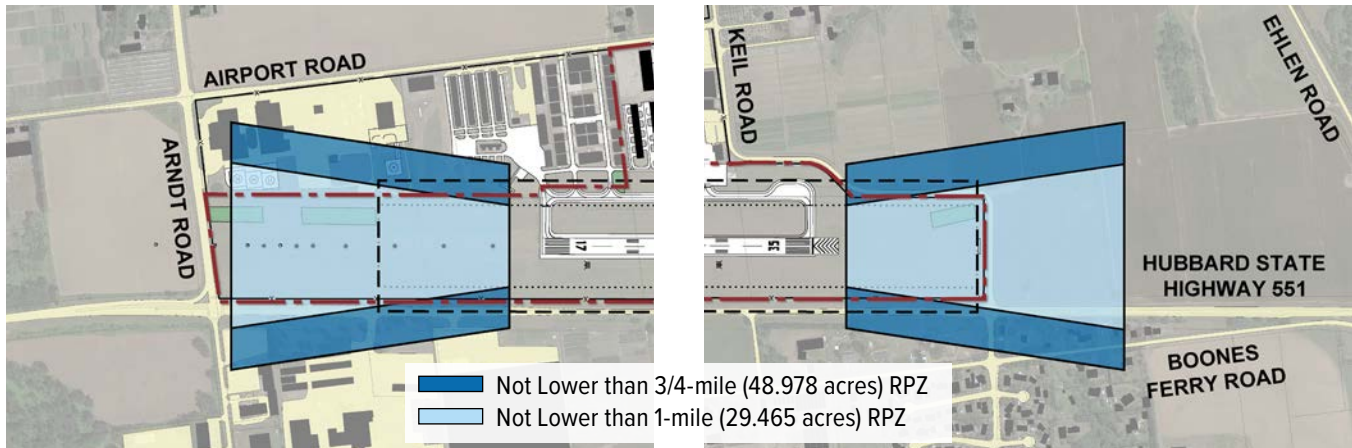 AIRPORT ROAD
ARNDT ROAD
17
KEIL ROAD
EHLEN ROAD
35
HUBBARD STATE
HIGHWAY 551
BOONES
FERRY ROAD
Not Lower than 3/4-mile (48.978 acres) RPZ
Not Lower than 1-mile (29.465 acres) RPZ